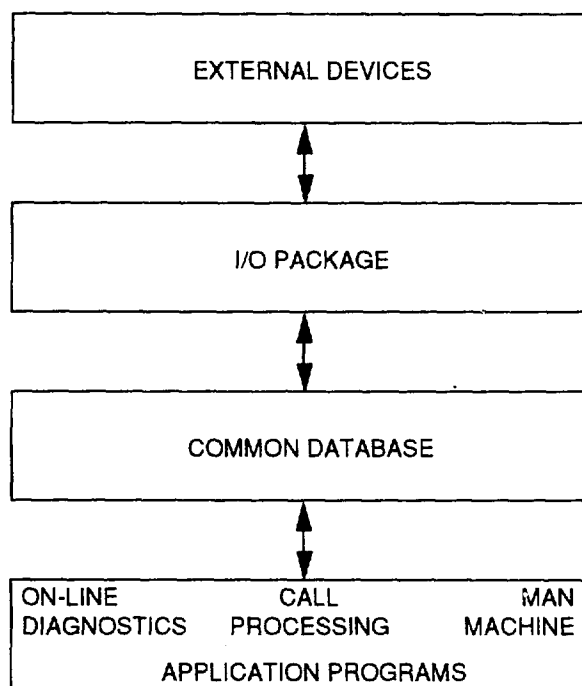 EXTERNAL DEVICES
I/O PACKAGE
COMMON DATABASE
ON-LINE CALL MAN
DIAGNOSTICS PROCESSING MACHINE
APPLICATION PROGRAMS